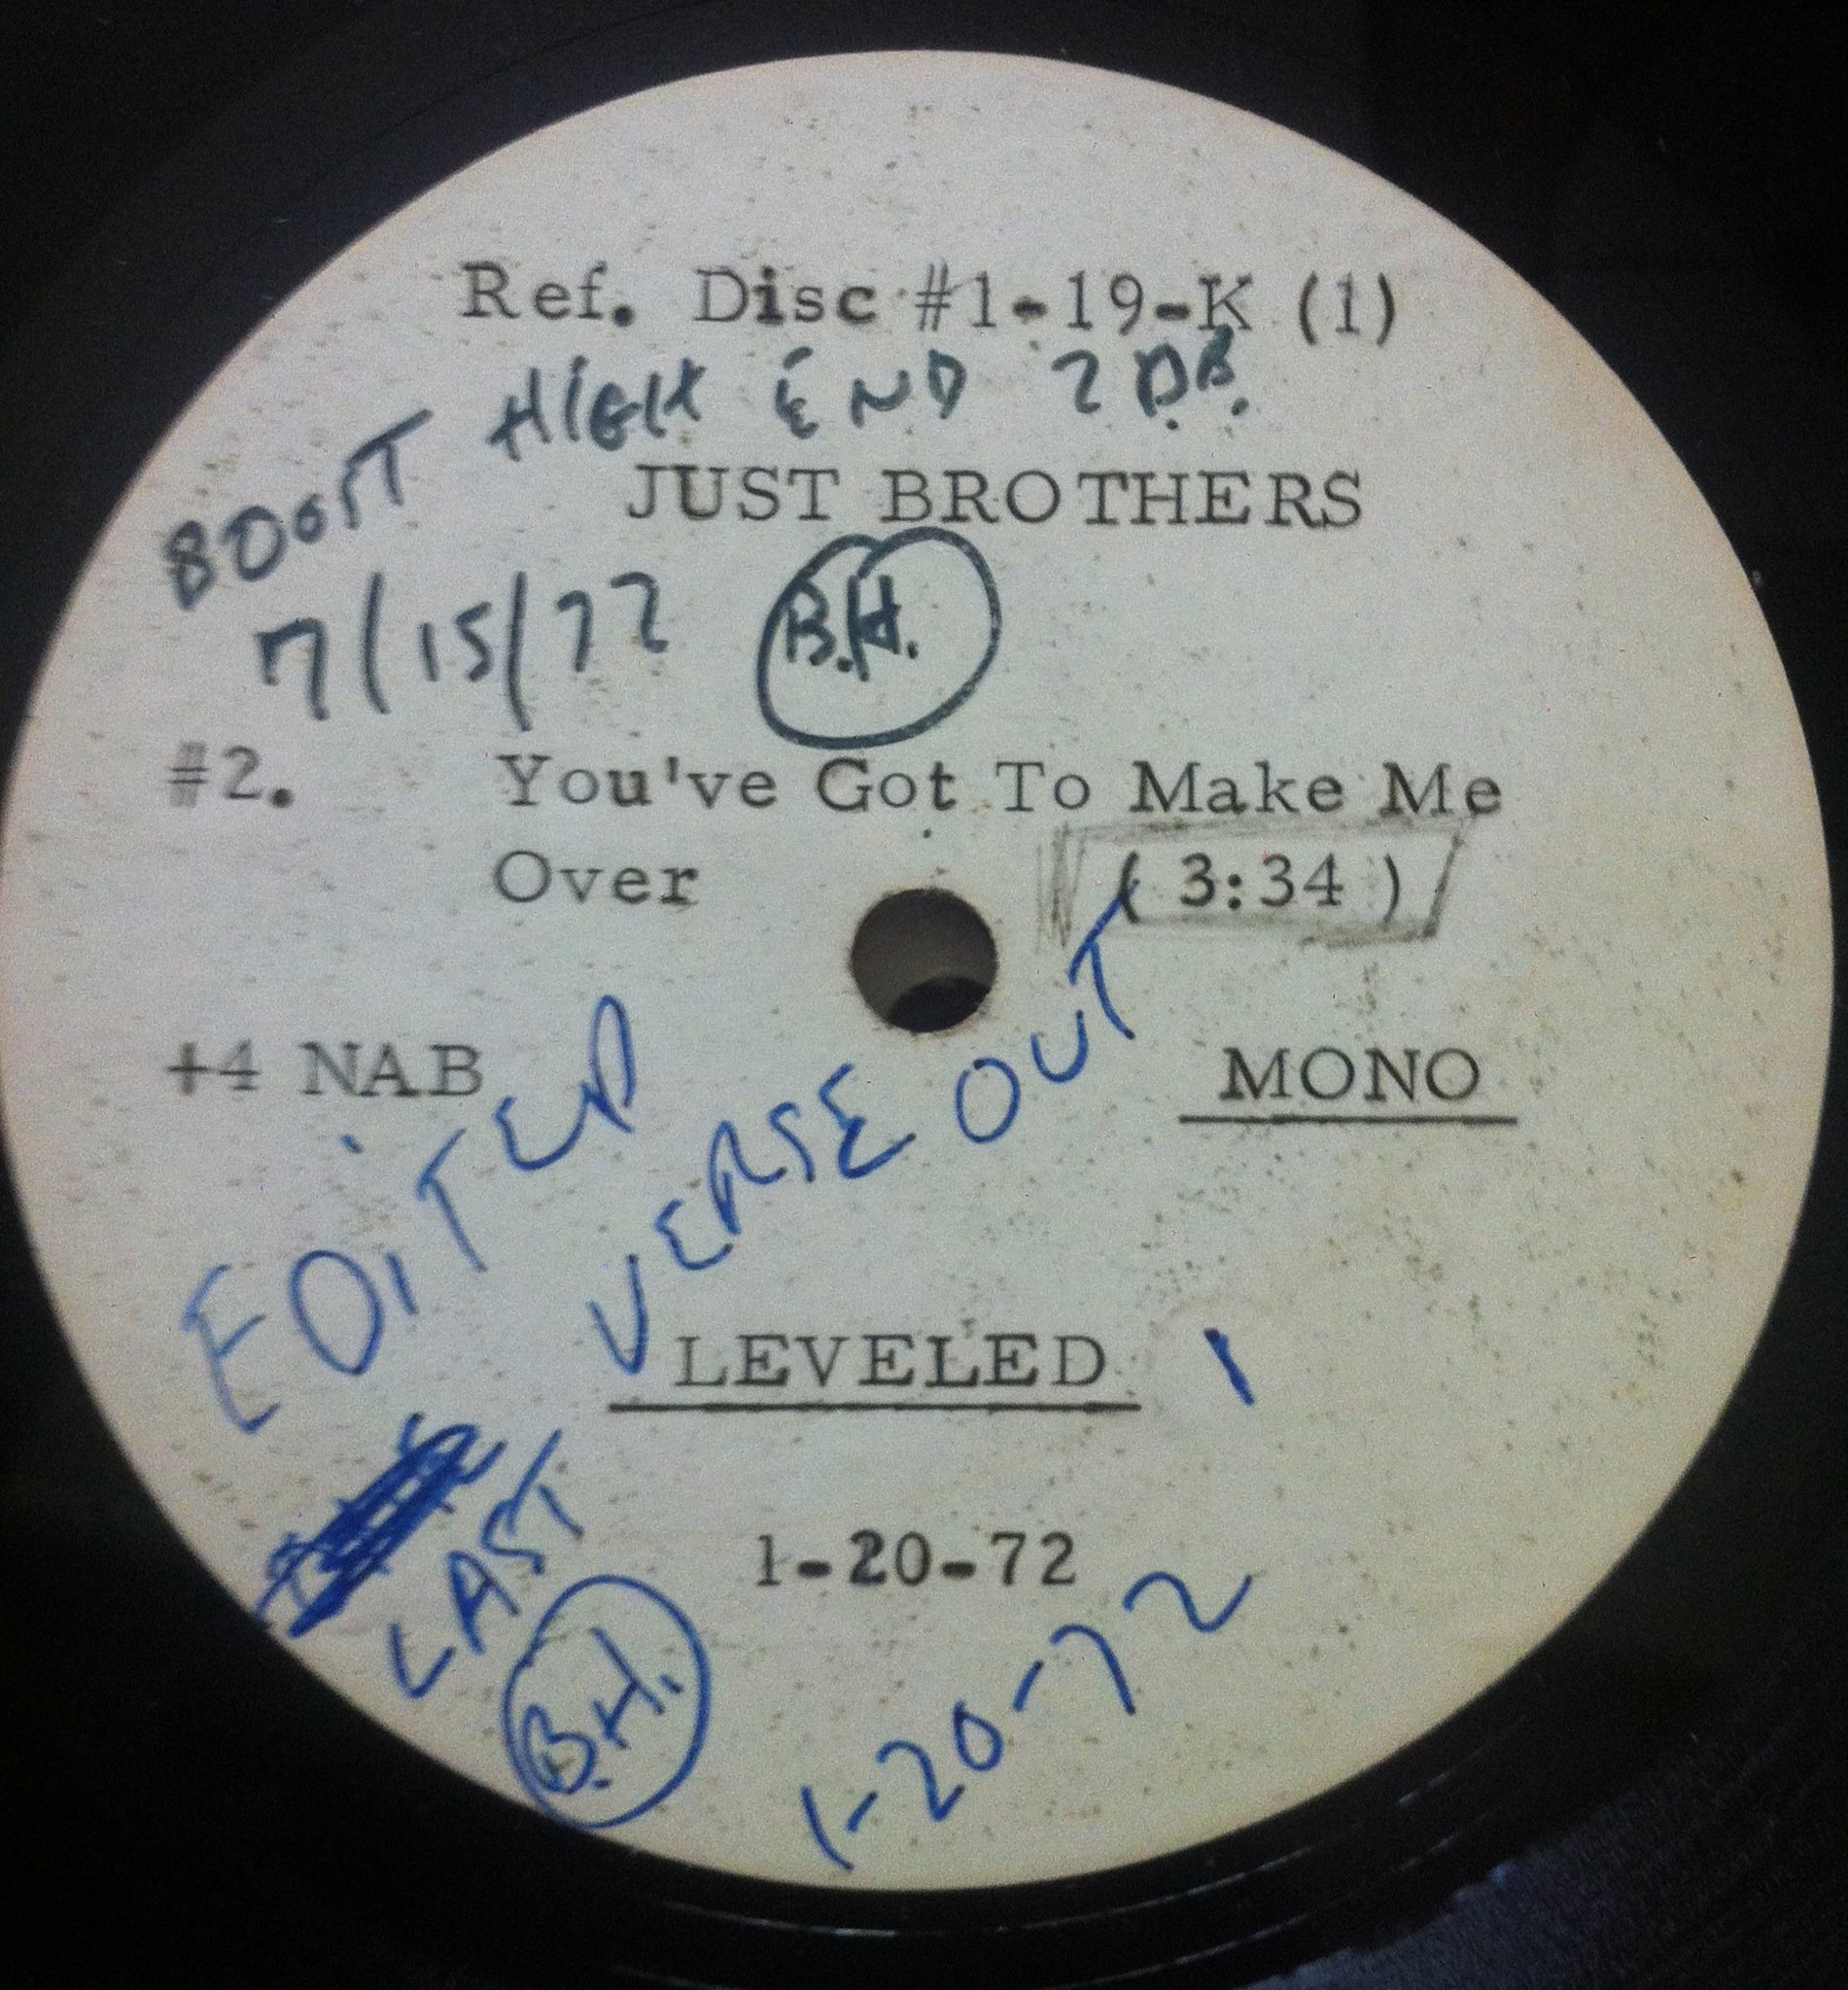 Ref. Disc #1-19-K (1)
BOOST HIGH END 2 D.B.
JUST BROTHERS
7/15/72 B.H.
#2. You've Got To Make Me
Over (3:34)
+4 NAB MONO
EDITED
LAST VERSE OUT
LEVELED
B.H.
1-20-72
1-20-72